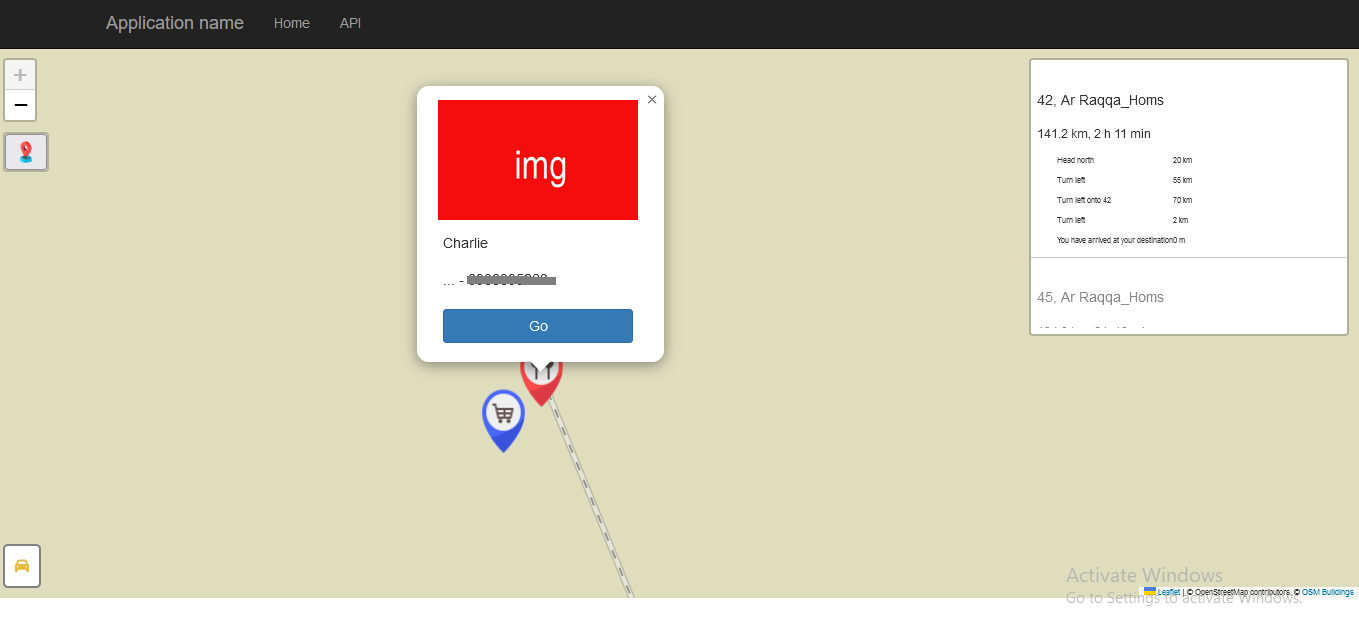 Application name Home API
+
−
img
×
Charlie
... -
Go
42, Ar Raqqa_Homs
141.2 km, 2 h 11 min
Head north 20 km
Turn left 55 km
Turn left onto 42 70 km
Turn left 2 km
You have arrived at your destination 0 m
45, Ar Raqqa_Homs
Activate Windows
Go to Settings to activate Windows.
Leaflet | © OpenStreetMap contributors, © OSM Buildings